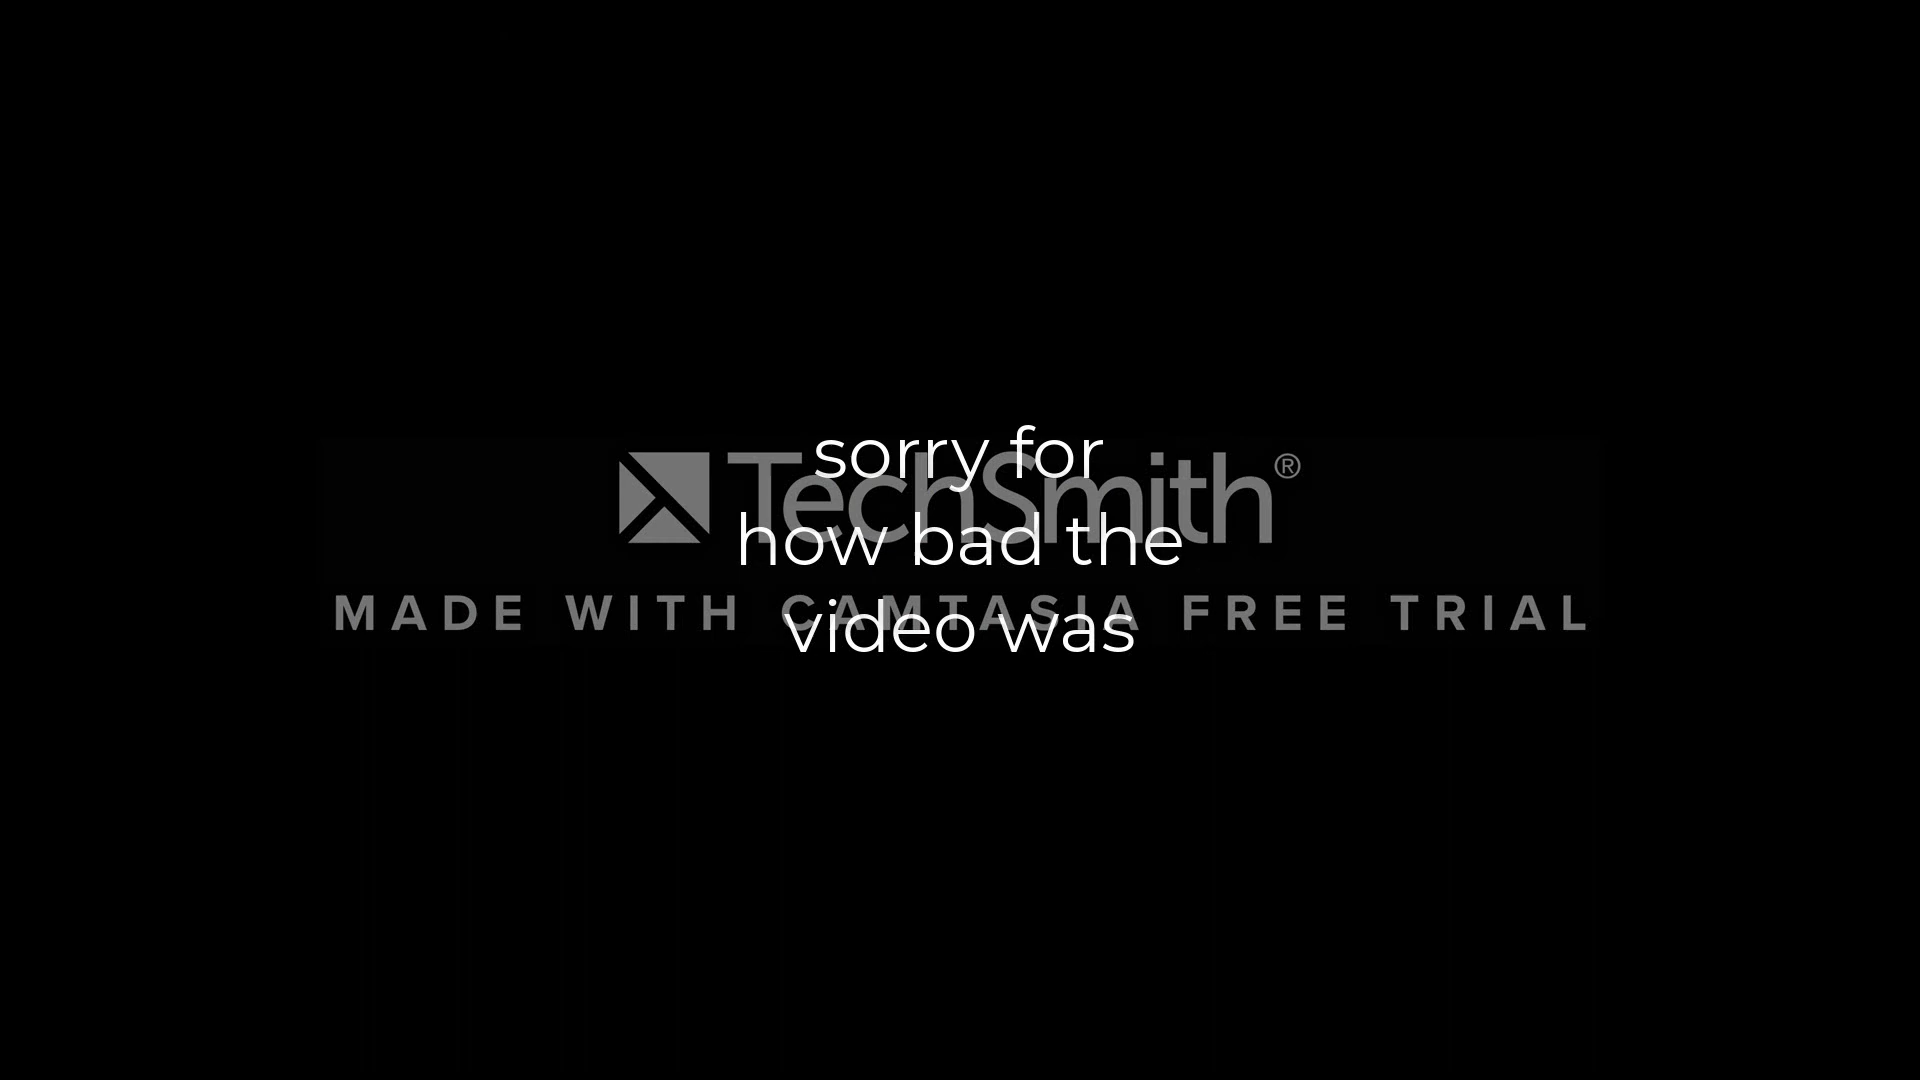 sorry for
TechSmith®
how bad the
MADE WITH CAMTASIA FREE TRIAL
video was